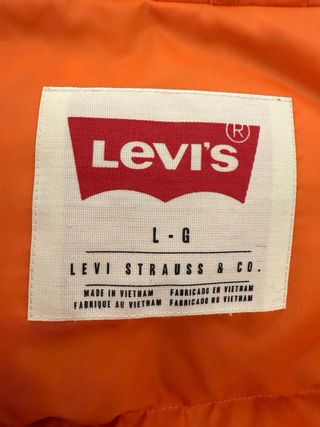 LEVI'S ®
L - G
LEVI STRAUSS & CO.
MADE IN VIETNAM FABRICADO EN VIETNAM
FABRIQUE AU VIETNAM FABRICADO NO VIETNAM